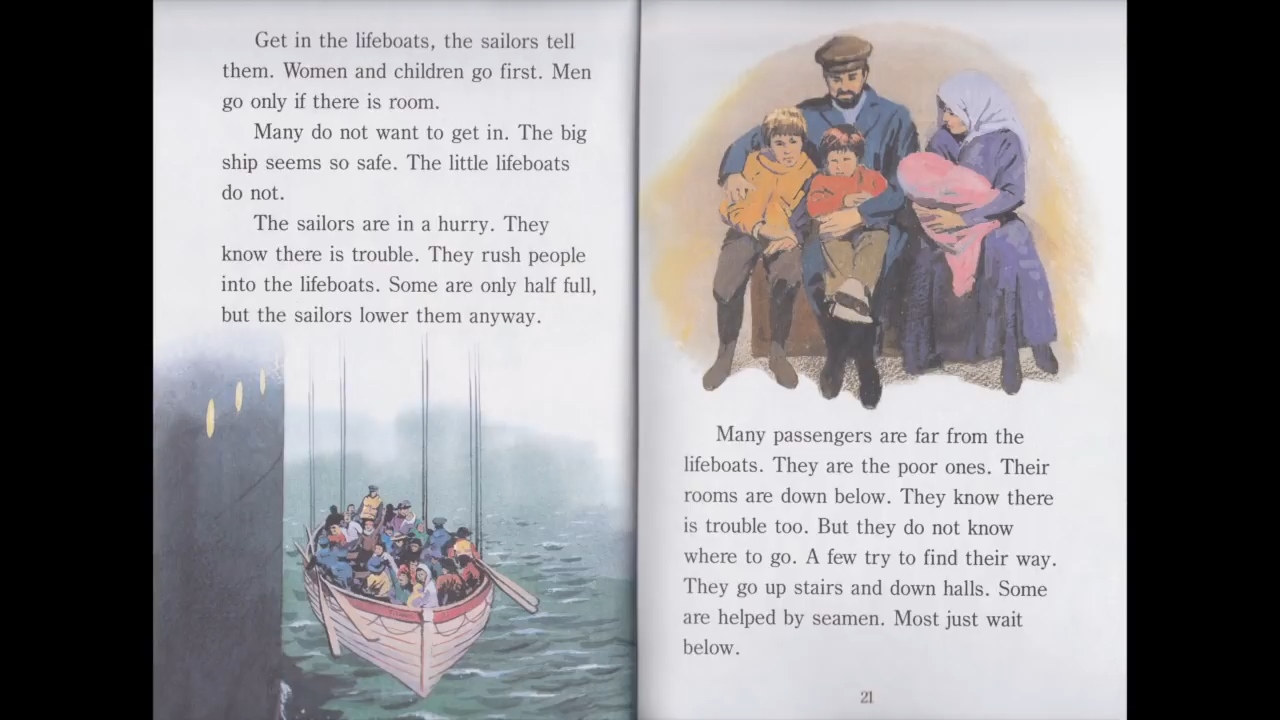 Get in the lifeboats, the sailors tell
them. Women and children go first. Men
go only if there is room.
Many do not want to get in. The big
ship seems so safe. The little lifeboats
do not.
The sailors are in a hurry. They
know there is trouble. They rush people
into the lifeboats. Some are only half full,
but the sailors lower them anyway.
Many passengers are far from the
lifeboats. They are the poor ones. Their
rooms are down below. They know there
is trouble too. But they do not know
where to go. A few try to find their way.
They go up stairs and down halls. Some
are helped by seamen. Most just wait
below.
21